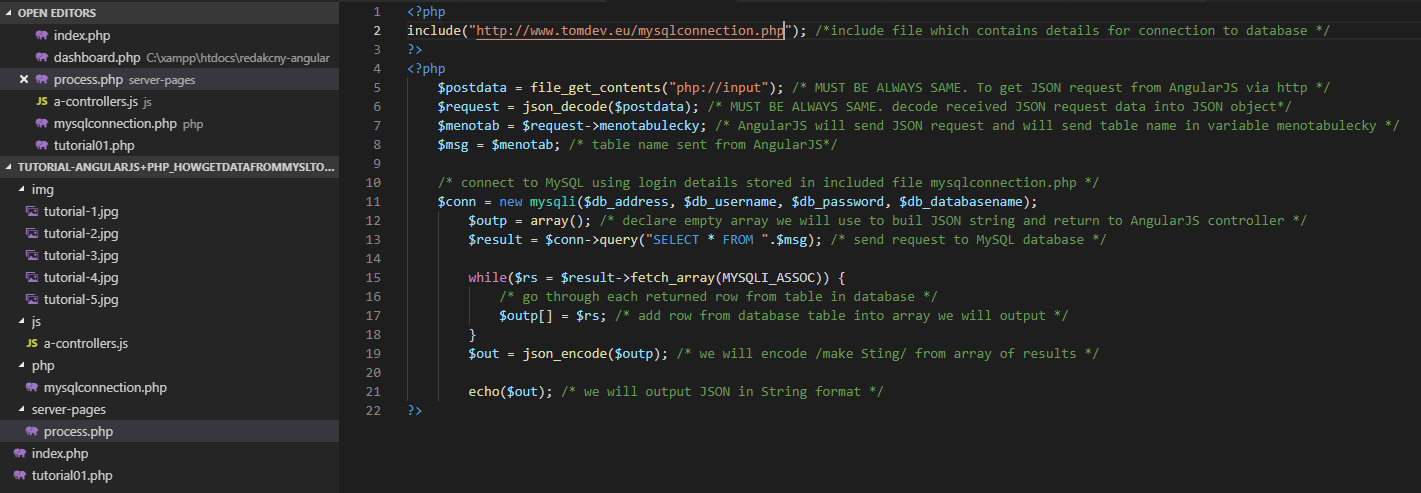 OPEN EDITORS
index.php
dashboard.php C:\xampp\htdocs\redakcny-angular
process.php server-pages
JS a-controllers.js js
mysqlconnection.php php
tutorial01.php
TUTORIAL-ANGULARJS+PHP_HOWGETDATAFROMMYSLTO...
img
tutorial-1.jpg
tutorial-2.jpg
tutorial-3.jpg
tutorial-4.jpg
tutorial-5.jpg
js
JS a-controllers.js
php
mysqlconnection.php
server-pages
process.php
index.php
tutorial01.php
1 <?php
2 include("http://www.tomdev.eu/mysqlconnection.php"); /*include file which contains details for connection to database */
3 ?>
4 <?php
5 $postdata = file_get_contents("php://input"); /* MUST BE ALWAYS SAME. To get JSON request from AngularJS via http */
6 $request = json_decode($postdata); /* MUST BE ALWAYS SAME. decode received JSON request data into JSON object*/
7 $menotab = $request->menotabulecky; /* AngularJS will send JSON request and will send table name in variable menotabulecky */
8 $msg = $menotab; /* table name sent from AngularJS*/
9
10 /* connect to MySQL using login details stored in included file mysqlconnection.php */
11 $conn = new mysqli($db_address, $db_username, $db_password, $db_databasename);
12 $outp = array(); /* declare empty array we will use to buil JSON string and return to AngularJS controller */
13 $result = $conn->query("SELECT * FROM ".$msg); /* send request to MySQL database */
14
15 while($rs = $result->fetch_array(MYSQLI_ASSOC)) {
16 /* go through each returned row from table in database */
17 $outp[] = $rs; /* add row from database table into array we will output */
18 }
19 $out = json_encode($outp); /* we will encode /make Sting/ from array of results */
20
21 echo($out); /* we will output JSON in String format */
22 ?>